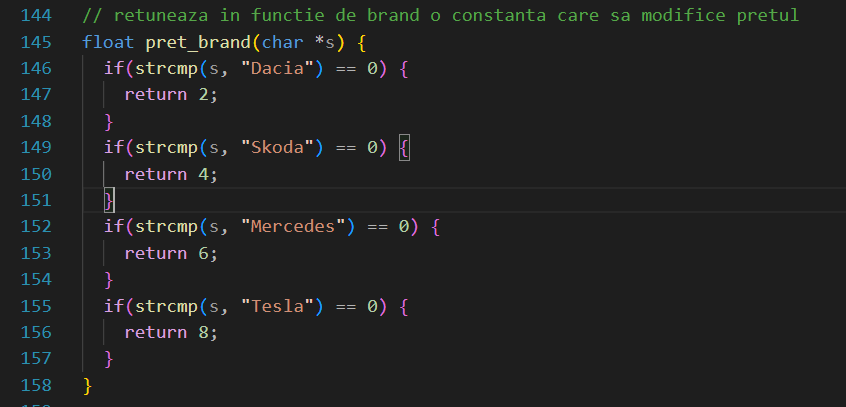 144 // retuneaza in functie de brand o constanta care sa modifice pretul
145 float pret_brand(char *s) {
146 if(strcmp(s, "Dacia") == 0) {
147 return 2;
148 }
149 if(strcmp(s, "Skoda") == 0) {
150 return 4;
151 }
152 if(strcmp(s, "Mercedes") == 0) {
153 return 6;
154 }
155 if(strcmp(s, "Tesla") == 0) {
156 return 8;
157 }
158 }